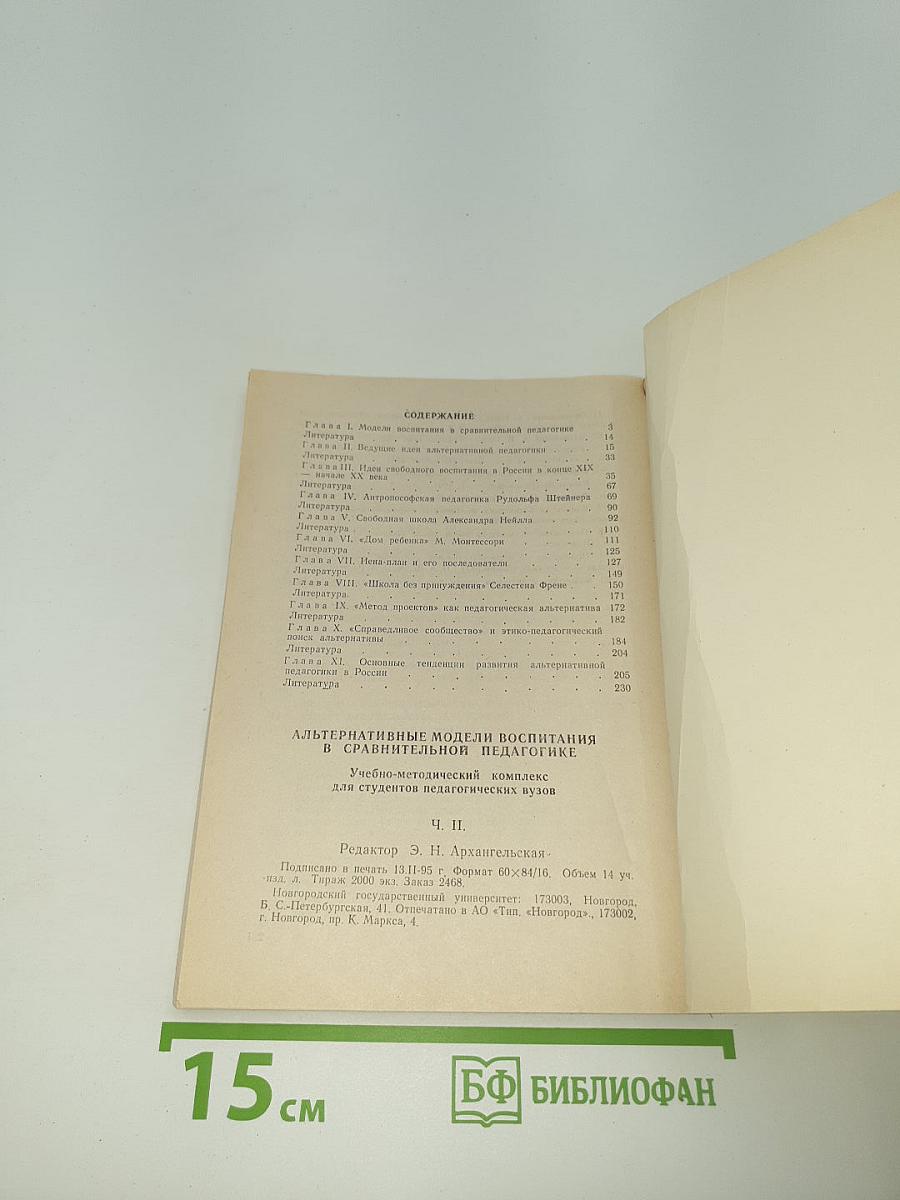 СОДЕРЖАНИЕ
Глава I. Модели воспитания в сравнительной педагогике 3
Литература . . . . . . . . . . . 14
Глава II. Ведущие идеи альтернативной педагогики . . . 15
Литература . . . . . . . . . . . 33
Глава III. Идеи свободного воспитания в России в конце XIX
— начале XX века . . . . . . . . . 35
Литература . . . . . . . . . . . 67
Глава IV. Антропософская педагогика Рудольфа Штейнера 69
Литература . . . . . . . . . . . 90
Глава V. Свободная школа Александра Нейлла . . . 92
Литература . . . . . . . . . . . 110
Глава VI. «Дом ребенка» М. Монтессори . . . . 111
Литература . . . . . . . . . . . 125
Глава VII. Иена-план и его последователи . . . . 127
Литература . . . . . . . . . . . 149
Глава VIII. «Школа без принуждения» Селестена Френе . . 150
Литература . . . . . . . . . . . 171
Глава IX. «Метод проектов» как педагогическая альтернатива 172
Литература . . . . . . . . . . . 182
Глава X. «Справедливое сообщество» и этико-педагогический
поиск альтернативы . . . . . . . . . 184
Литература . . . . . . . . . . . 204
Глава XI. Основные тенденции развития альтернативной
педагогики в России . . . . . . . . . 205
Литература . . . . . . . . . . . 230
АЛЬТЕРНАТИВНЫЕ МОДЕЛИ ВОСПИТАНИЯ
В СРАВНИТЕЛЬНОЙ ПЕДАГОГИКЕ
Учебно-методический комплекс
для студентов педагогических вузов
Ч. II.
Редактор Э. Н. Архангельская
Подписано в печать 13.II-95 г. Формат 60×84/16. Объем 14 уч.
-изд. л. Тираж 2000 экз. Заказ 2468.
Новгородский государственный университет: 173003, Новгород,
Б. С.-Петербургская, 41. Отпечатано в АО «Тип. «Новгород»., 173002,
г. Новгород, пр. К. Маркса, 4.
15 см
БФ БИБЛИОФАН